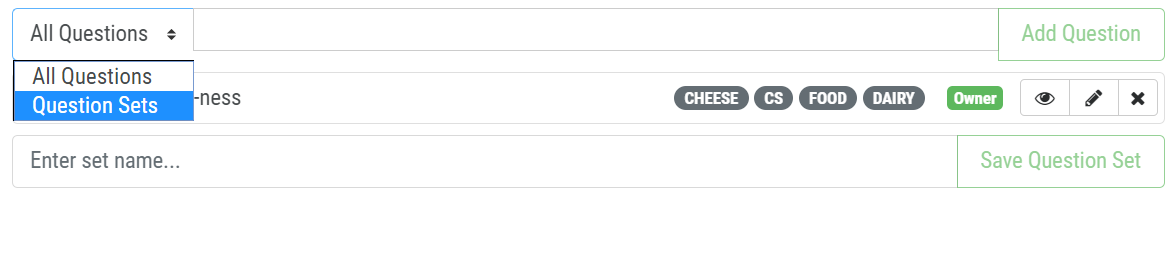 All Questions Add Question
All Questions
Question Sets
-ness CHEESE CS FOOD DAIRY Owner
Enter set name... Save Question Set